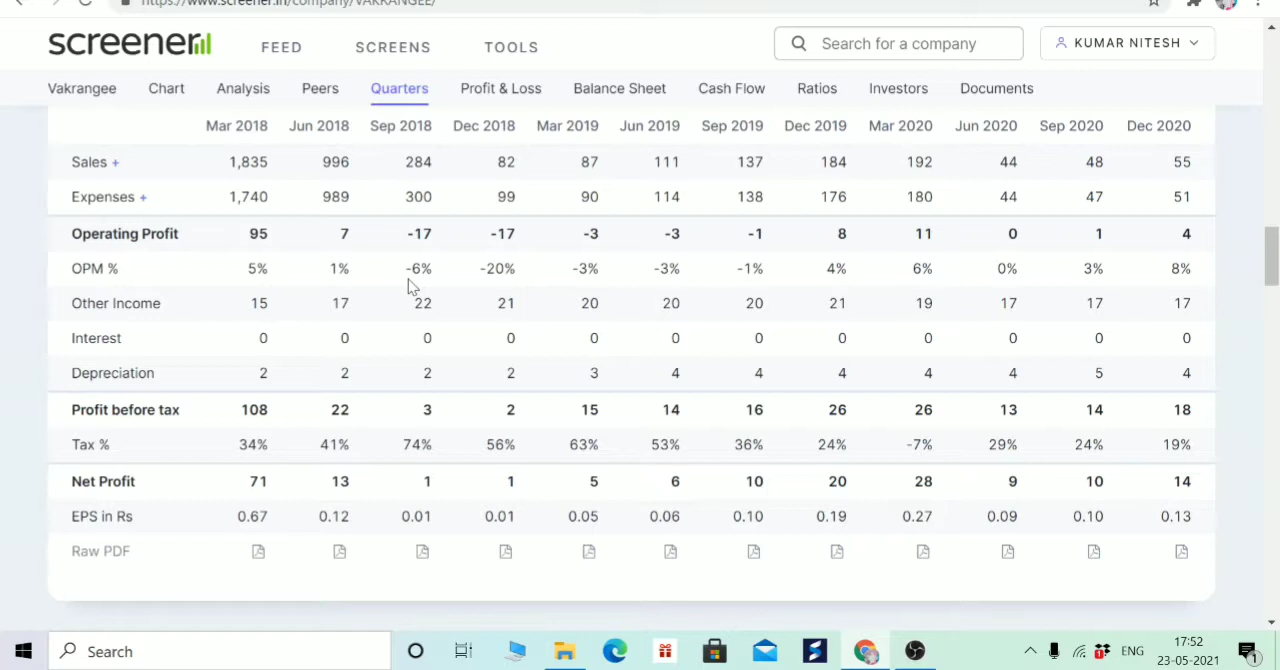 https://www.screener.in/company/VAKRANGEE/
screener FEED SCREENS TOOLS Search for a company KUMAR NITESH
Vakrangee Chart Analysis Peers Quarters Profit & Loss Balance Sheet Cash Flow Ratios Investors Documents
Mar 2018 Jun 2018 Sep 2018 Dec 2018 Mar 2019 Jun 2019 Sep 2019 Dec 2019 Mar 2020 Jun 2020 Sep 2020 Dec 2020
Sales + 1,835 996 284 82 87 111 137 184 192 44 48 55
Expenses + 1,740 989 300 99 90 114 138 176 180 44 47 51
Operating Profit 95 7 -17 -17 -3 -3 -1 8 11 0 1 4
OPM % 5% 1% -6% -20% -3% -3% -1% 4% 6% 0% 3% 8%
Other Income 15 17 22 21 20 20 20 21 19 17 17 17
Interest 0 0 0 0 0 0 0 0 0 0 0 0
Depreciation 2 2 2 2 3 4 4 4 4 4 5 4
Profit before tax 108 22 3 2 15 14 16 26 26 13 14 18
Tax % 34% 41% 74% 56% 63% 53% 36% 24% -7% 29% 24% 19%
Net Profit 71 13 1 1 5 6 10 20 28 9 10 14
EPS in Rs 0.67 0.12 0.01 0.01 0.05 0.06 0.10 0.19 0.27 0.09 0.10 0.13
Raw PDF
Search ENG 17:52
23-05-2021 1